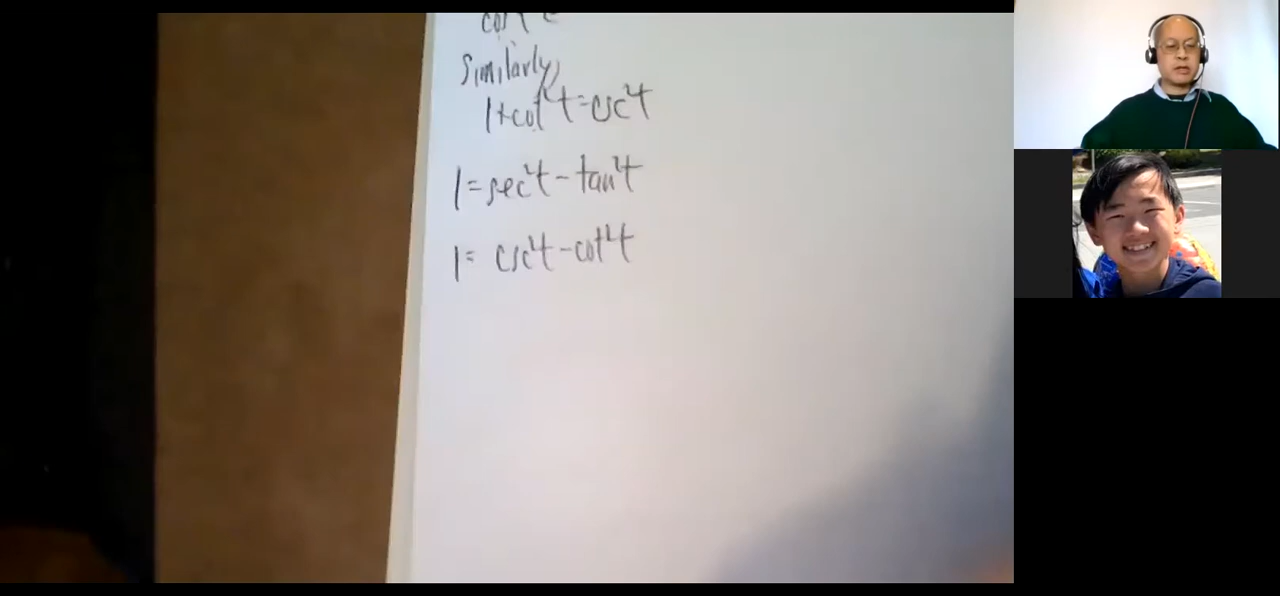 Similarly,
1+cot²t=csc²t
1=sec²t-tan²t
1= csc²t-cot²t